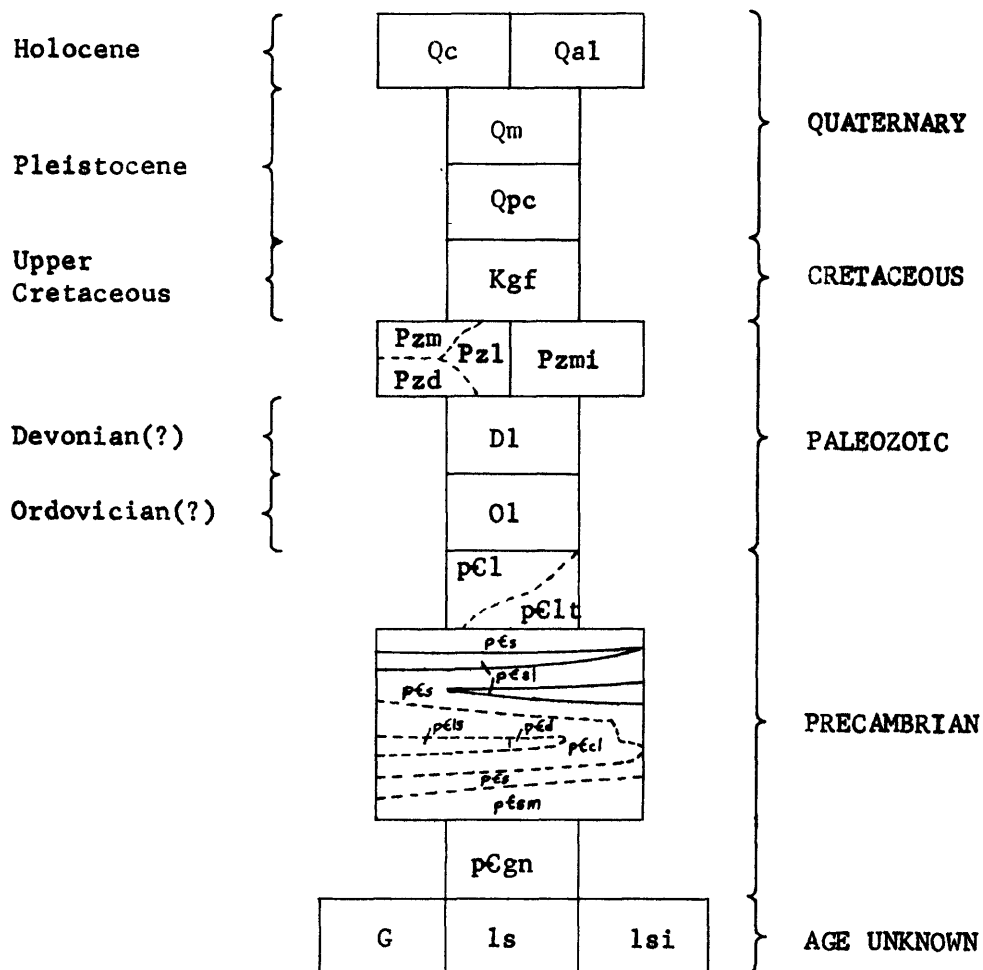 Holocene
Qc
Qal
QUATERNARY
Pleistocene
Qm
Qpc
Upper
Cretaceous
Kgf
CRETACEOUS
Pzm
Pzl
Pzd
Pzmi
PALEOZOIC
Devonian(?)
Dl
Ordovician(?)
Ol
p€l
p€lt
PRECAMBRIAN
p€s
p€sl
p€s
p€ls
p€d
p€cl
p€s
p€sm
p€gn
G
ls
lsi
AGE UNKNOWN